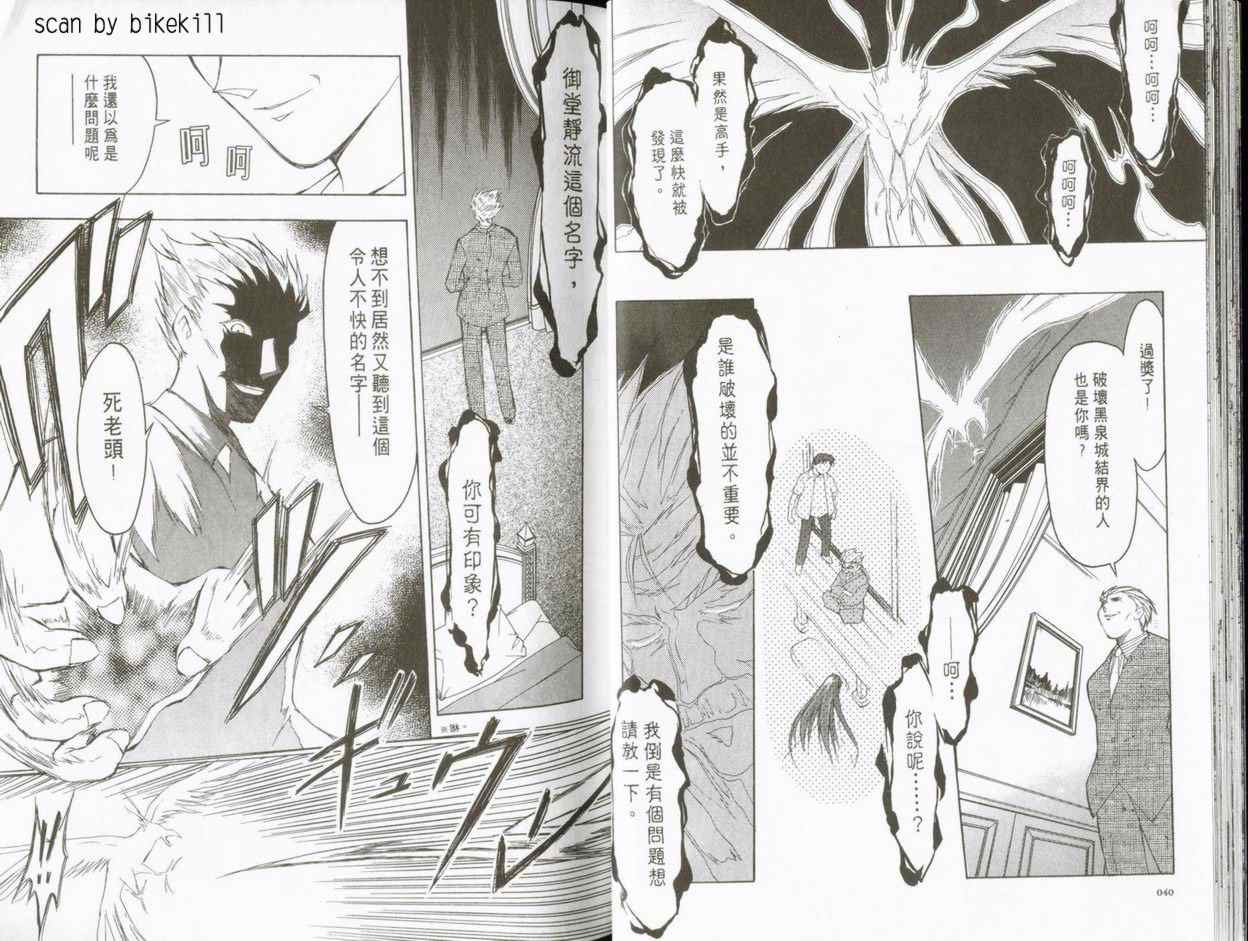 scan by bikekill
呵呵…呵呵…
呵呵呵…
果然是高手，
這麼快就被
發現了。
過獎了！
破壞黑泉城結界的人
也是你嗎？
——呵…
你說呢……？
是誰破壞的並不重要。
我倒是有個問題想
請教一下。
040
御堂靜流這個名字，
你可有印象？
呵
呵
我還以為是
什麼問題呢
——
想不到居然又聽到這個
令人不快的名字——
死老頭！
キュウン
!!